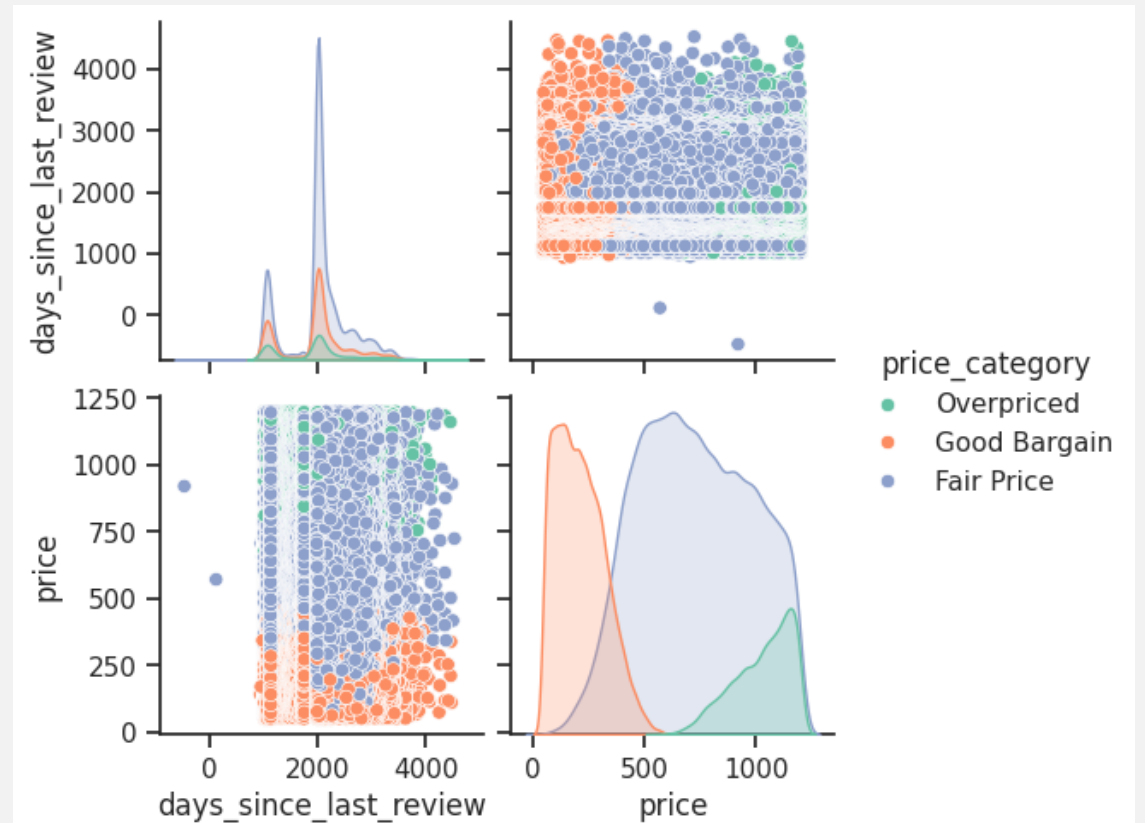 days_since_last_review
4000
3000
2000
1000
0
price
1250
1000
750
500
250
0
0
2000
4000
days_since_last_review
0
500
1000
price
price_category
Overpriced
Good Bargain
Fair Price